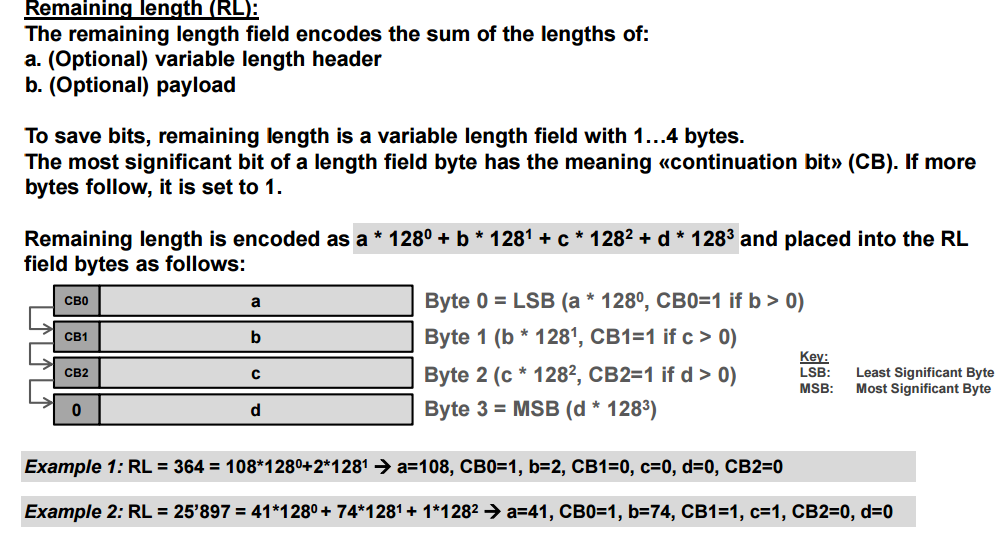 Remaining length (RL):
The remaining length field encodes the sum of the lengths of:
a. (Optional) variable length header
b. (Optional) payload
To save bits, remaining length is a variable length field with 1…4 bytes.
The most significant bit of a length field byte has the meaning «continuation bit» (CB). If more
bytes follow, it is set to 1.
Remaining length is encoded as a * 128⁰ + b * 128¹ + c * 128² + d * 128³ and placed into the RL
field bytes as follows:
CB0 a Byte 0 = LSB (a * 128⁰, CB0=1 if b > 0)
CB1 b Byte 1 (b * 128¹, CB1=1 if c > 0)
CB2 c Byte 2 (c * 128², CB2=1 if d > 0)
0 d Byte 3 = MSB (d * 128³)
Key:
LSB: Least Significant Byte
MSB: Most Significant Byte
Example 1: RL = 364 = 108*128⁰+2*128¹ → a=108, CB0=1, b=2, CB1=0, c=0, d=0, CB2=0
Example 2: RL = 25’897 = 41*128⁰ + 74*128¹ + 1*128² → a=41, CB0=1, b=74, CB1=1, c=1, CB2=0, d=0